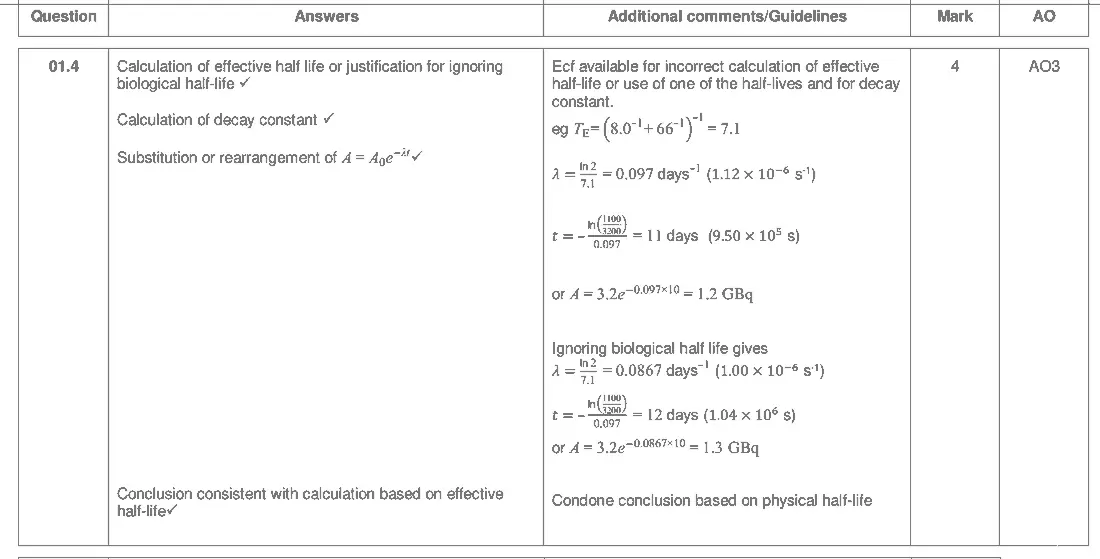 Question Answers Additional comments/Guidelines Mark AO
01.4 Calculation of effective half life or justification for ignoring biological half-life ✓
Calculation of decay constant ✓
Substitution or rearrangement of A = A₀e^−λt ✓
Ecf available for incorrect calculation of effective
half-life or use of one of the half-lives and for decay
constant.
eg T_E= (8.0⁻¹ + 66⁻¹)⁻¹ = 7.1
λ = ln 2 / 7.1 = 0.097 days⁻¹ (1.12 × 10⁻⁶ s⁻¹)
t = − ln(1100/3200) / 0.097 = 11 days (9.50 × 10⁵ s)
or A = 3.2e^−0.097×10 = 1.2 GBq
Ignoring biological half life gives
λ = ln 2 / 7.1 = 0.0867 days⁻¹ (1.00 × 10⁻⁶ s⁻¹)
t = − ln(1100/3200) / 0.097 = 12 days (1.04 × 10⁶ s)
or A = 3.2e^−0.0867×10 = 1.3 GBq
4 AO3
Conclusion consistent with calculation based on effective
half-life✓
Condone conclusion based on physical half-life